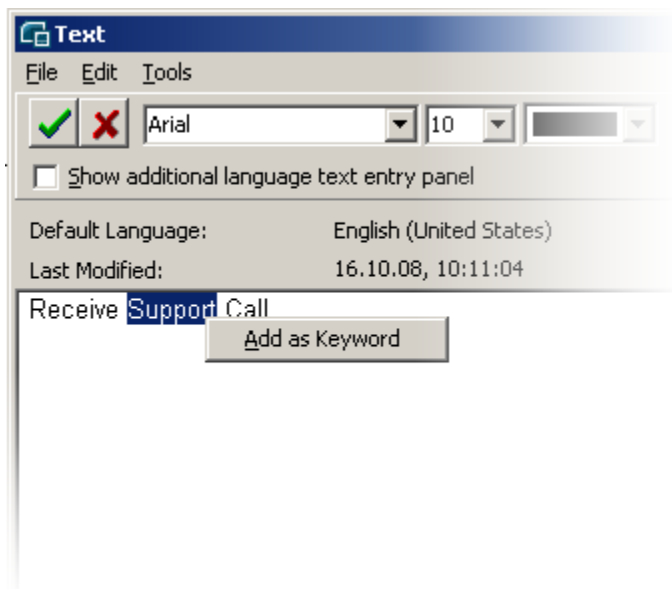 Text
File Edit Tools
Arial 10
Show additional language text entry panel
Default Language: English (United States)
Last Modified: 16.10.08, 10:11:04
Receive Support Call
Add as Keyword